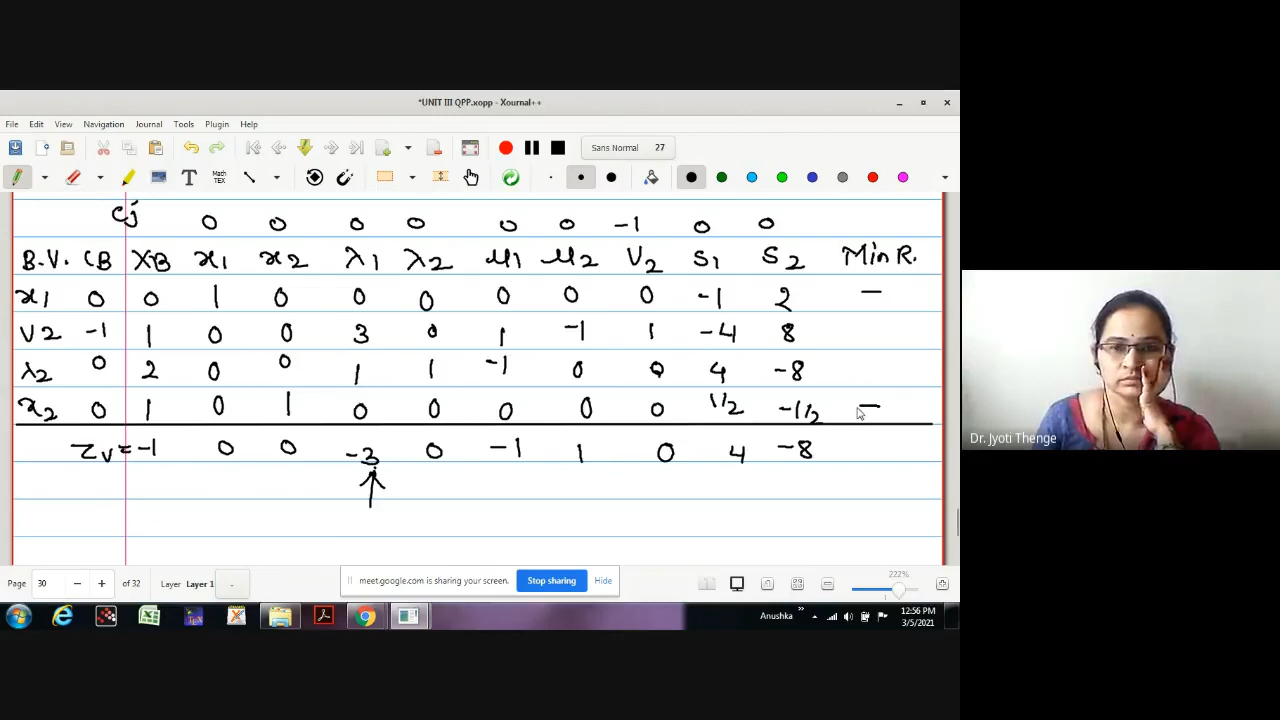 *UNIT III QPP.xopp - Xournal++
File Edit View Navigation Journal Tools Plugin Help
Sans Normal 27
Math TEX
Cj 0 0 0 0 0 0 -1 0 0
B.V. CB XB x1 x2 λ1 λ2 μ1 μ2 V2 S1 S2 Min R.
x1 0 0 1 0 0 0 0 0 0 -1 2 —
V2 -1 1 0 0 3 0 1 -1 1 -4 8
λ2 0 2 0 0 1 1 -1 0 0 4 -8
x2 0 1 0 1 0 0 0 0 0 1/2 -1/2 —
Zv = -1 0 0 -3 0 -1 1 0 4 -8
Dr. Jyoti Thenge
Page 30 of 32 Layer Layer 1
meet.google.com is sharing your screen. Stop sharing Hide
222%
Anushka
12:56 PM
3/5/2021